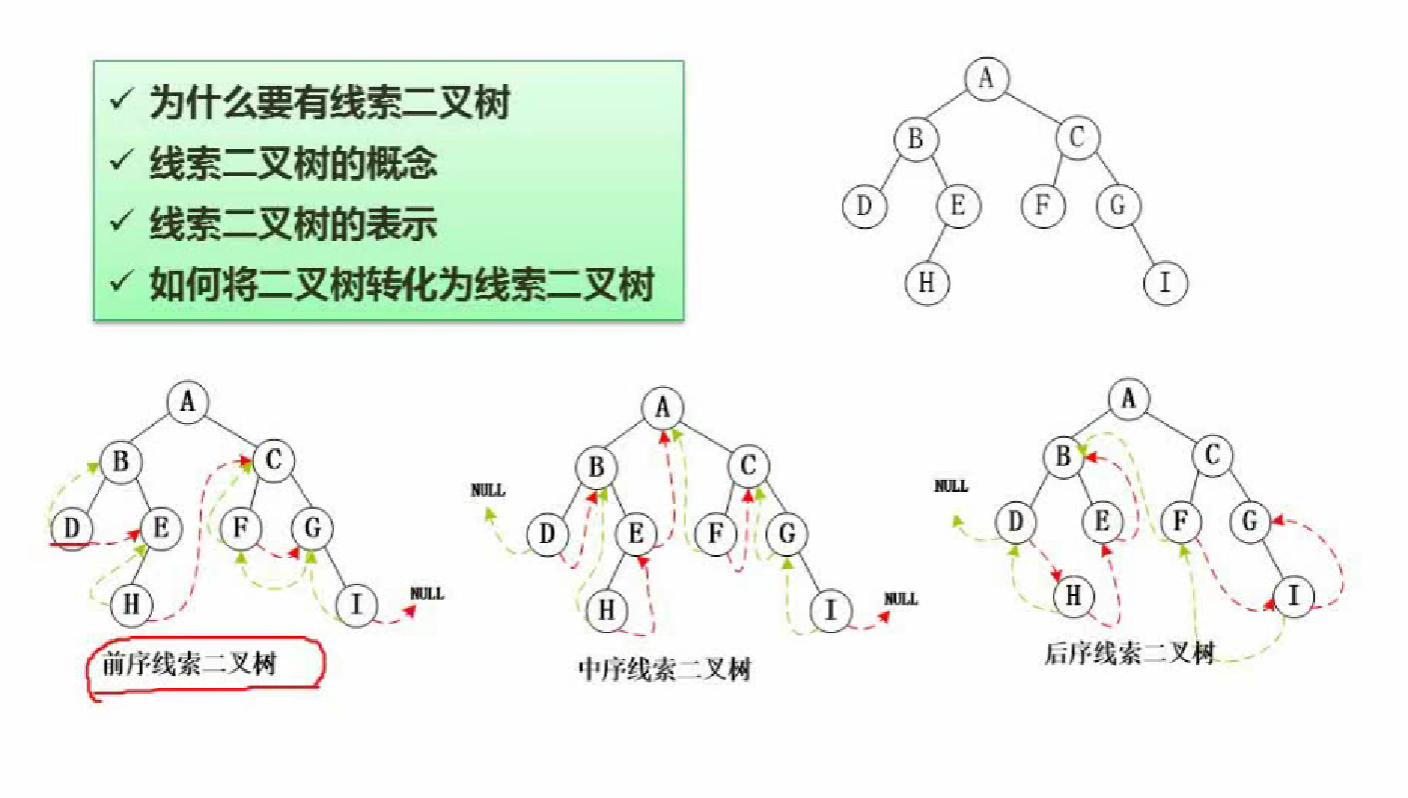 ✓ 为什么要有线索二叉树
✓ 线索二叉树的概念
✓ 线索二叉树的表示
✓ 如何将二叉树转化为线索二叉树
A
B C
D E F G
H I
A
B C
D E F G
H I NULL
前序线索二叉树
A
B C
NULL
D E F G
H I NULL
中序线索二叉树
A
B C
NULL
D E F G
H I
后序线索二叉树